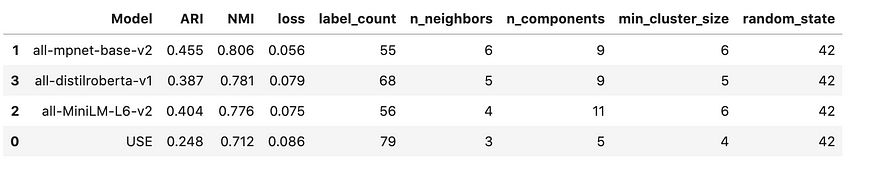 Model ARI NMI loss label_count n_neighbors n_components min_cluster_size random_state
1 all-mpnet-base-v2 0.455 0.806 0.056 55 6 9 6 42
3 all-distilroberta-v1 0.387 0.781 0.079 68 5 9 5 42
2 all-MiniLM-L6-v2 0.404 0.776 0.075 56 4 11 6 42
0 USE 0.248 0.712 0.086 79 3 5 4 42